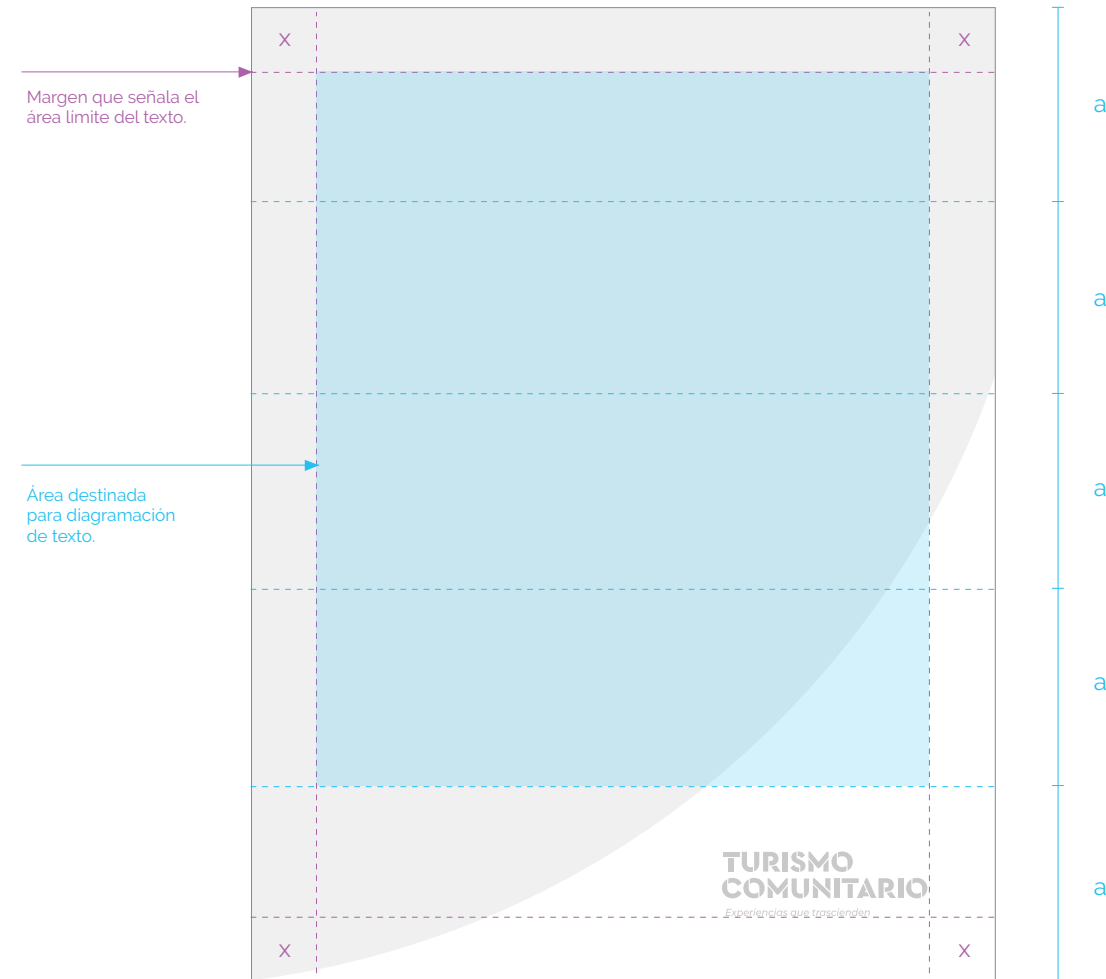 X
X
Margen que señala el
área límite del texto.
a
a
a
Área destinada
para diagramación
de texto.
a
TURISMO
COMUNITARIO
Experiencias que trascienden
a
X
X